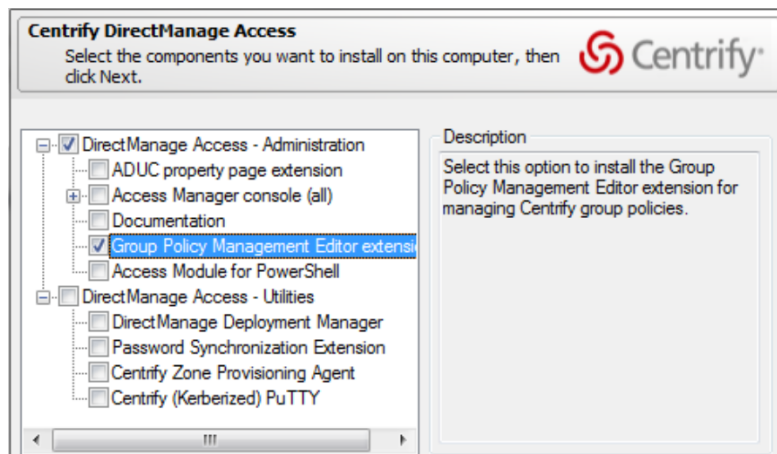 Centrify DirectManage Access
Select the components you want to install on this computer, then
click Next.
Centrify
DirectManage Access - Administration
ADUC property page extension
Access Manager console (all)
Documentation
Group Policy Management Editor extensi
Access Module for PowerShell
DirectManage Access - Utilities
DirectManage Deployment Manager
Password Synchronization Extension
Centrify Zone Provisioning Agent
Centrify (Kerberized) PuTTY
Description
Select this option to install the Group
Policy Management Editor extension for
managing Centrify group policies.